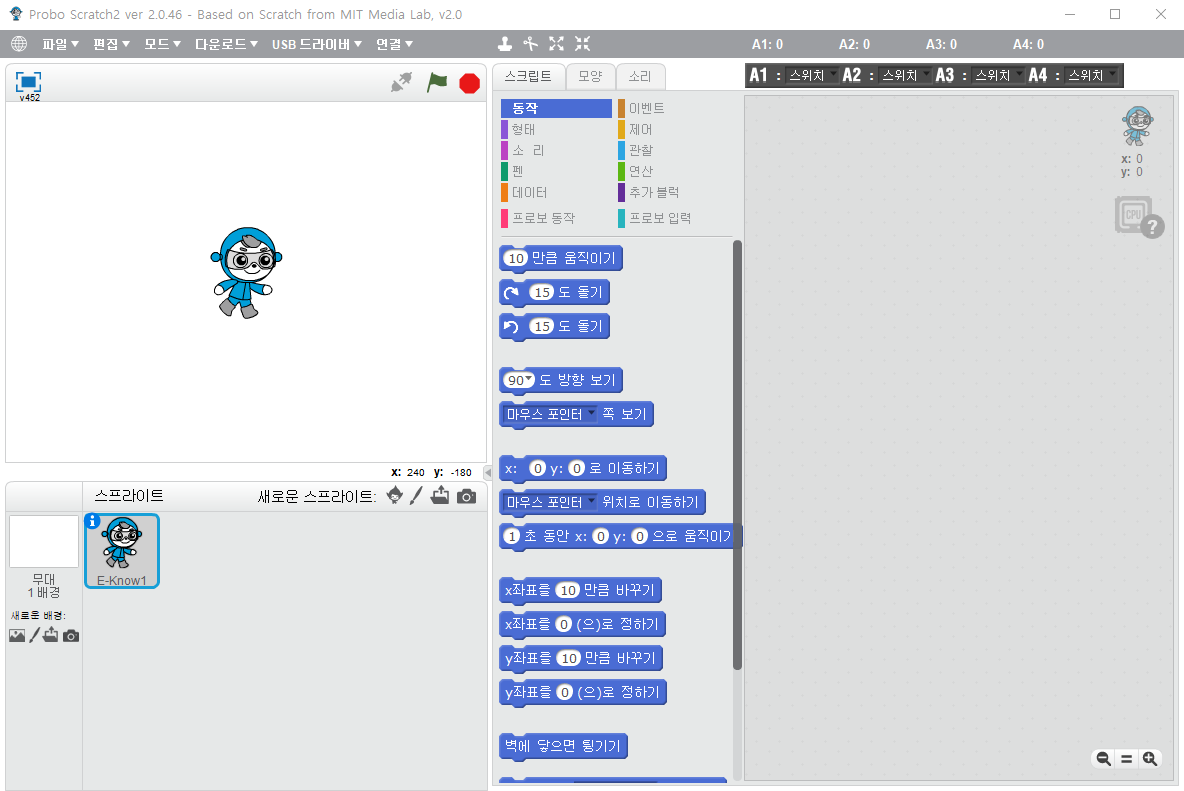 Probo Scratch2 ver 2.0.46 - Based on Scratch from MIT Media Lab, v2.0
파일 편집 모드 다운로드 USB 드라이버 연결 A1: 0 A2: 0 A3: 0 A4: 0
v452
스크립트 모양 소리
A1 : 스위치 A2 : 스위치 A3 : 스위치 A4 : 스위치
동작 이벤트
형태 제어
소 리 관찰
펜 연산
데이터 추가 블럭
프로보 동작 프로보 입력
10 만큼 움직이기
15 도 돌기
15 도 돌기
90 도 방향 보기
마우스 포인터 쪽 보기
x: 0 y: 0 로 이동하기
마우스 포인터 위치로 이동하기
1 초 동안 x: 0 y: 0 으로 움직이기
x좌표를 10 만큼 바꾸기
x좌표를 0 (으)로 정하기
y좌표를 10 만큼 바꾸기
y좌표를 0 (으)로 정하기
벽에 닿으면 튕기기
x: 0
y: 0
CPU ?
x: 240 y: -180
스프라이트 새로운 스프라이트:
E-Know1
무대
1 배경
새로운 배경: